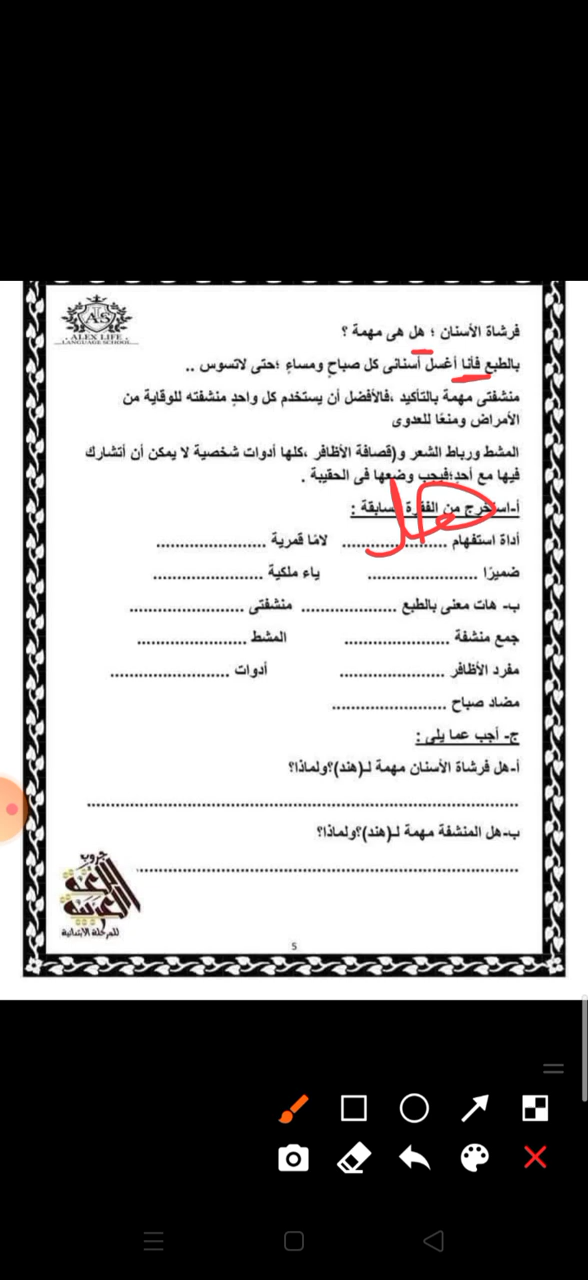 ALEX LIFE
LANGUAGE SCHOOL
فرشاة الأسنان ؛ هل هى مهمة ؟
بالطبع فأنا أغسل أسنانى كل صباحٍ ومساءٍ ؛حتى لاتسوس ..
منشفتى مهمة بالتأكيد ،فالأفضل أن يستخدم كل واحدٍ منشفته للوقاية من
الأمراض ومنعًا للعدوى
المشط ورباط الشعر و(قصافة الأظافر ،كلها أدوات شخصية لا يمكن أن أتشارك
فيها مع أحدٍ؛فيجب وضعها فى الحقيبة .
أ-استخرج من الفقرة السابقة :
هل
أداة استفهام .................. لامًا قمرية ..................
ضميرًا .................. ياء ملكية ..................
ب- هات معنى بالطبع .................. منشفتى ..................
جمع منشفة .................. المشط ..................
مفرد الأظافر .................. أدوات ..................
مضاد صباح ..................
ج- أجب عما يلى :
أ-هل فرشاة الأسنان مهمة لـ(هند)؟ولماذا؟
..................
ب-هل المنشفة مهمة لـ(هند)؟ولماذا؟
..................
جروب
اللغة
العربية
للمرحلة الابتدائية
5